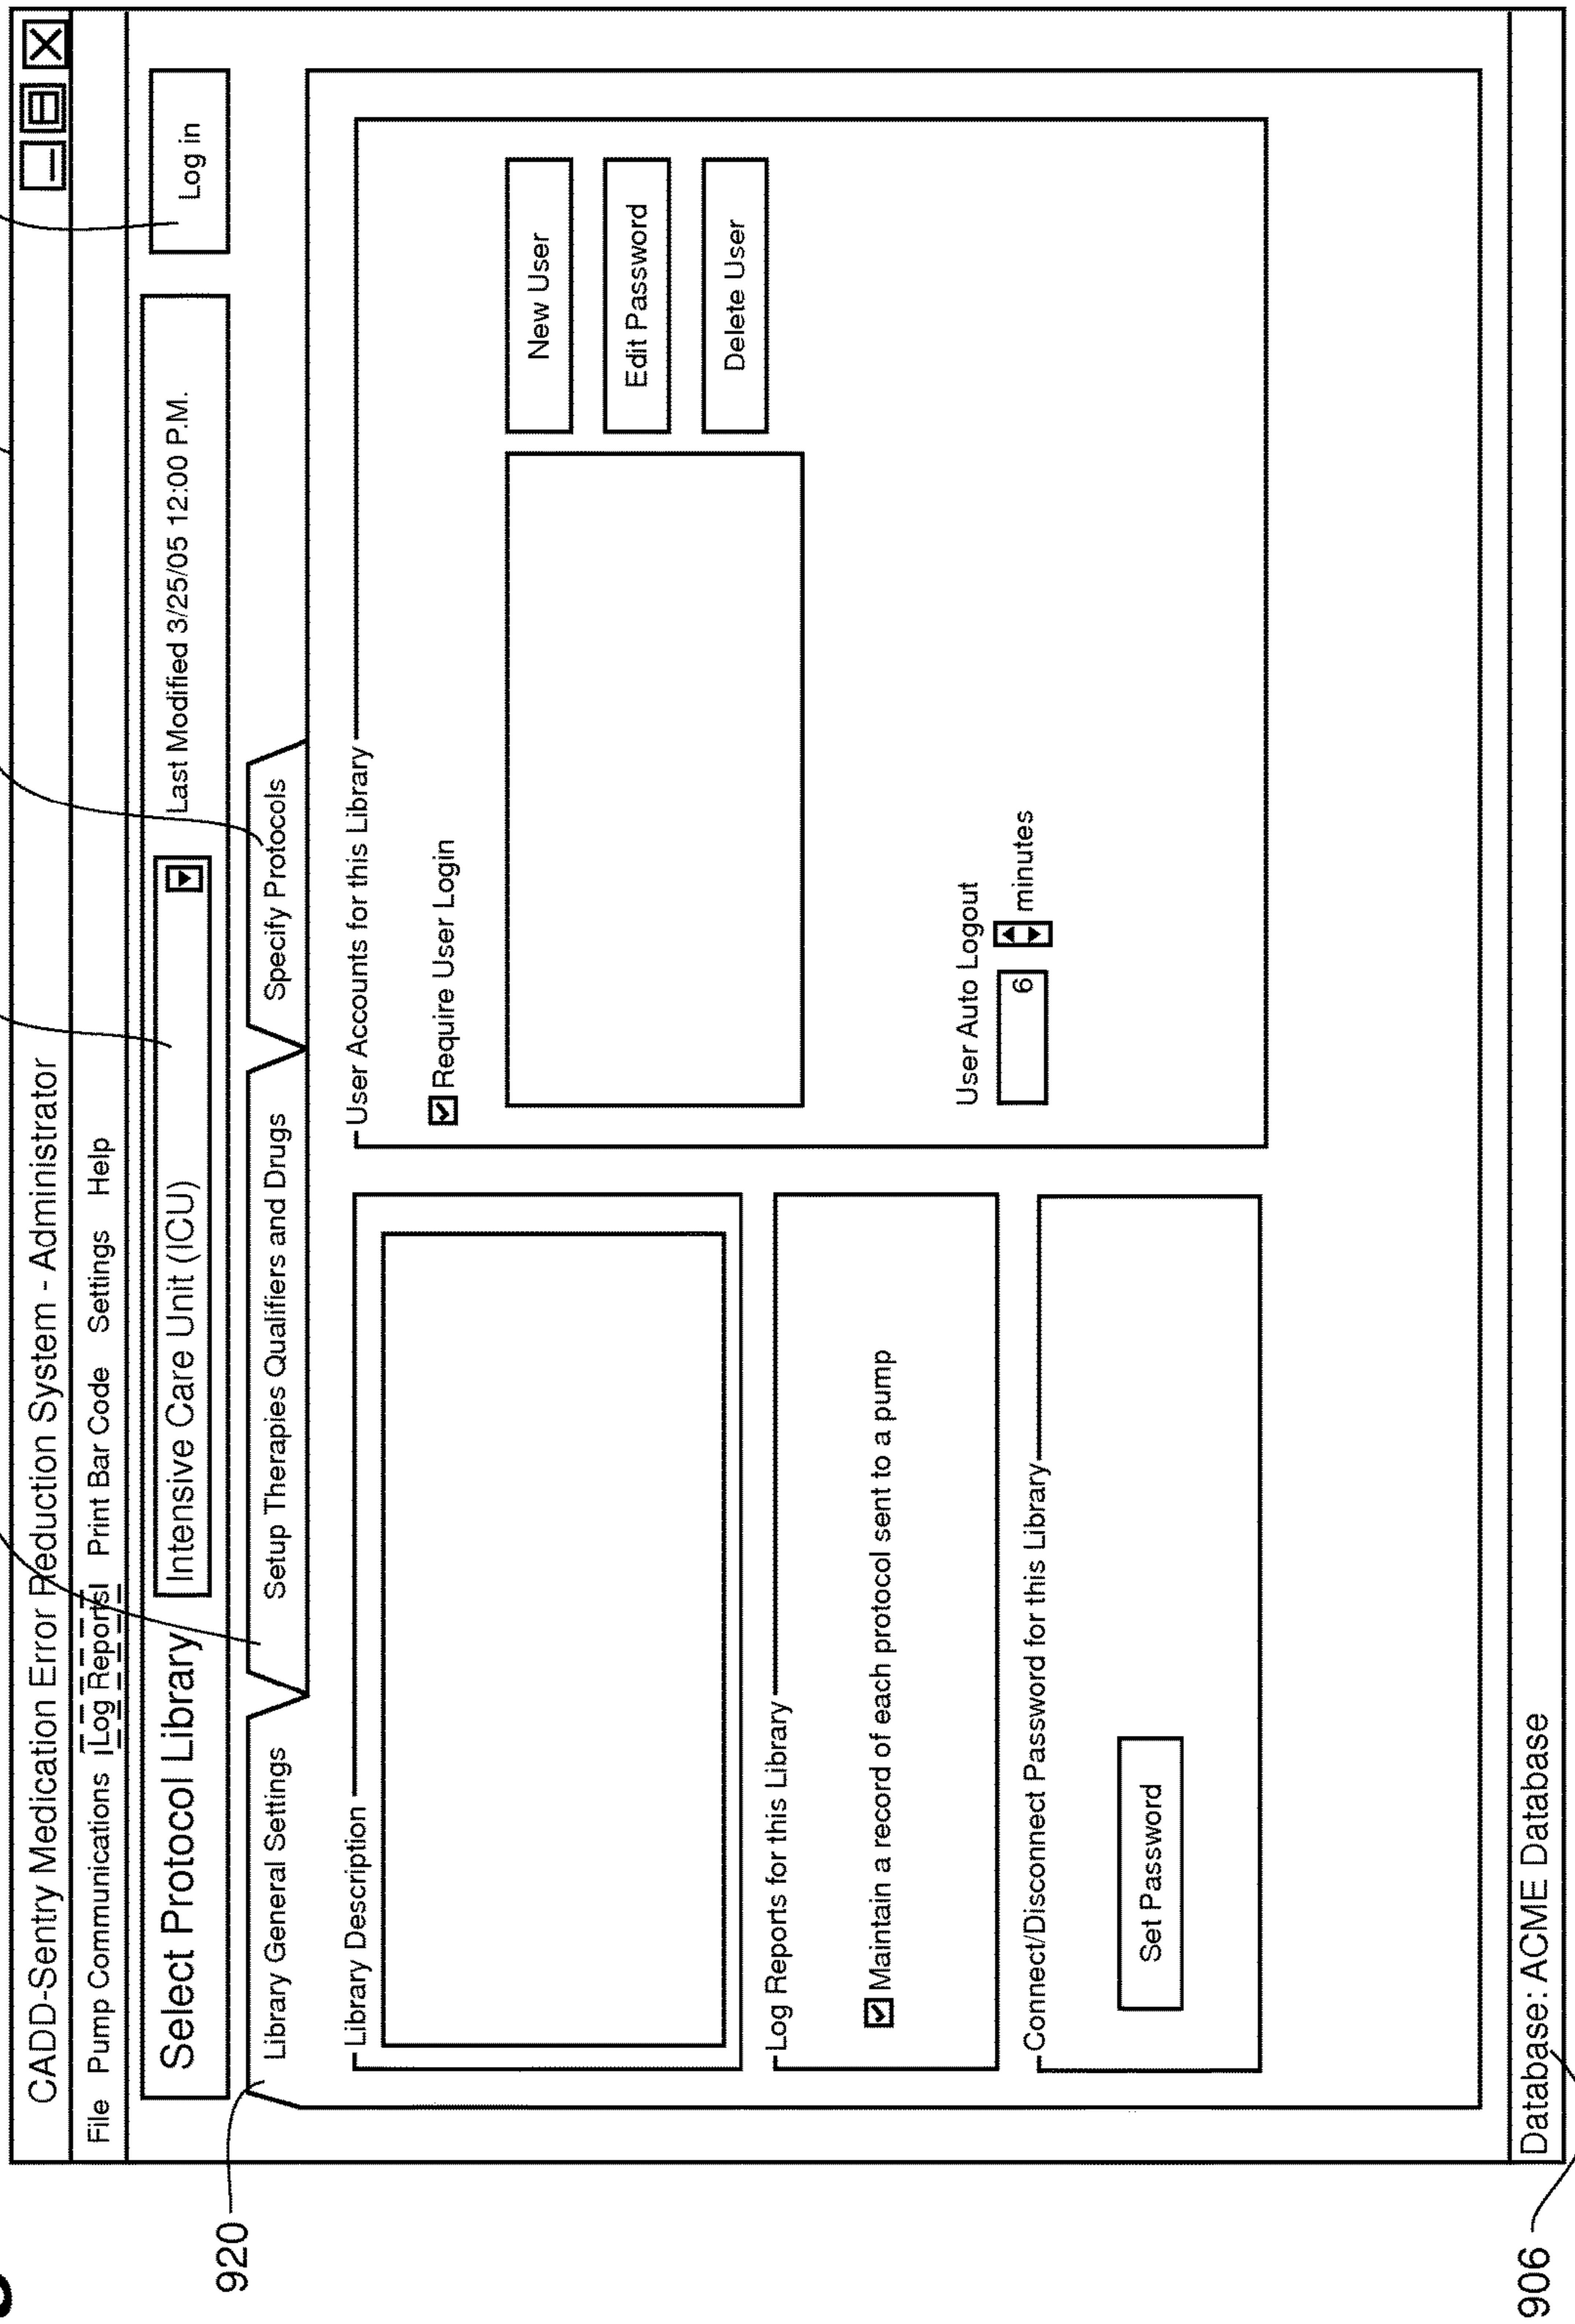 CADD-Sentry Medication Error Reduction System - Administrator
File Pump Communications Log Reports Print Bar Code Settings Help
Select Protocol Library Intensive Care Unit (ICU) Last Modified 3/25/05 12:00 P.M. Log in
920
Library General Settings Setup Therapies Qualifiers and Drugs Specify Protocols
Library Description
Log Reports for this Library
Maintain a record of each protocol sent to a pump
Connect/Disconnect Password for this Library
Set Password
User Accounts for this Library
Require User Login
New User
Edit Password
Delete User
User Auto Logout
6 minutes
906
Database: ACME Database